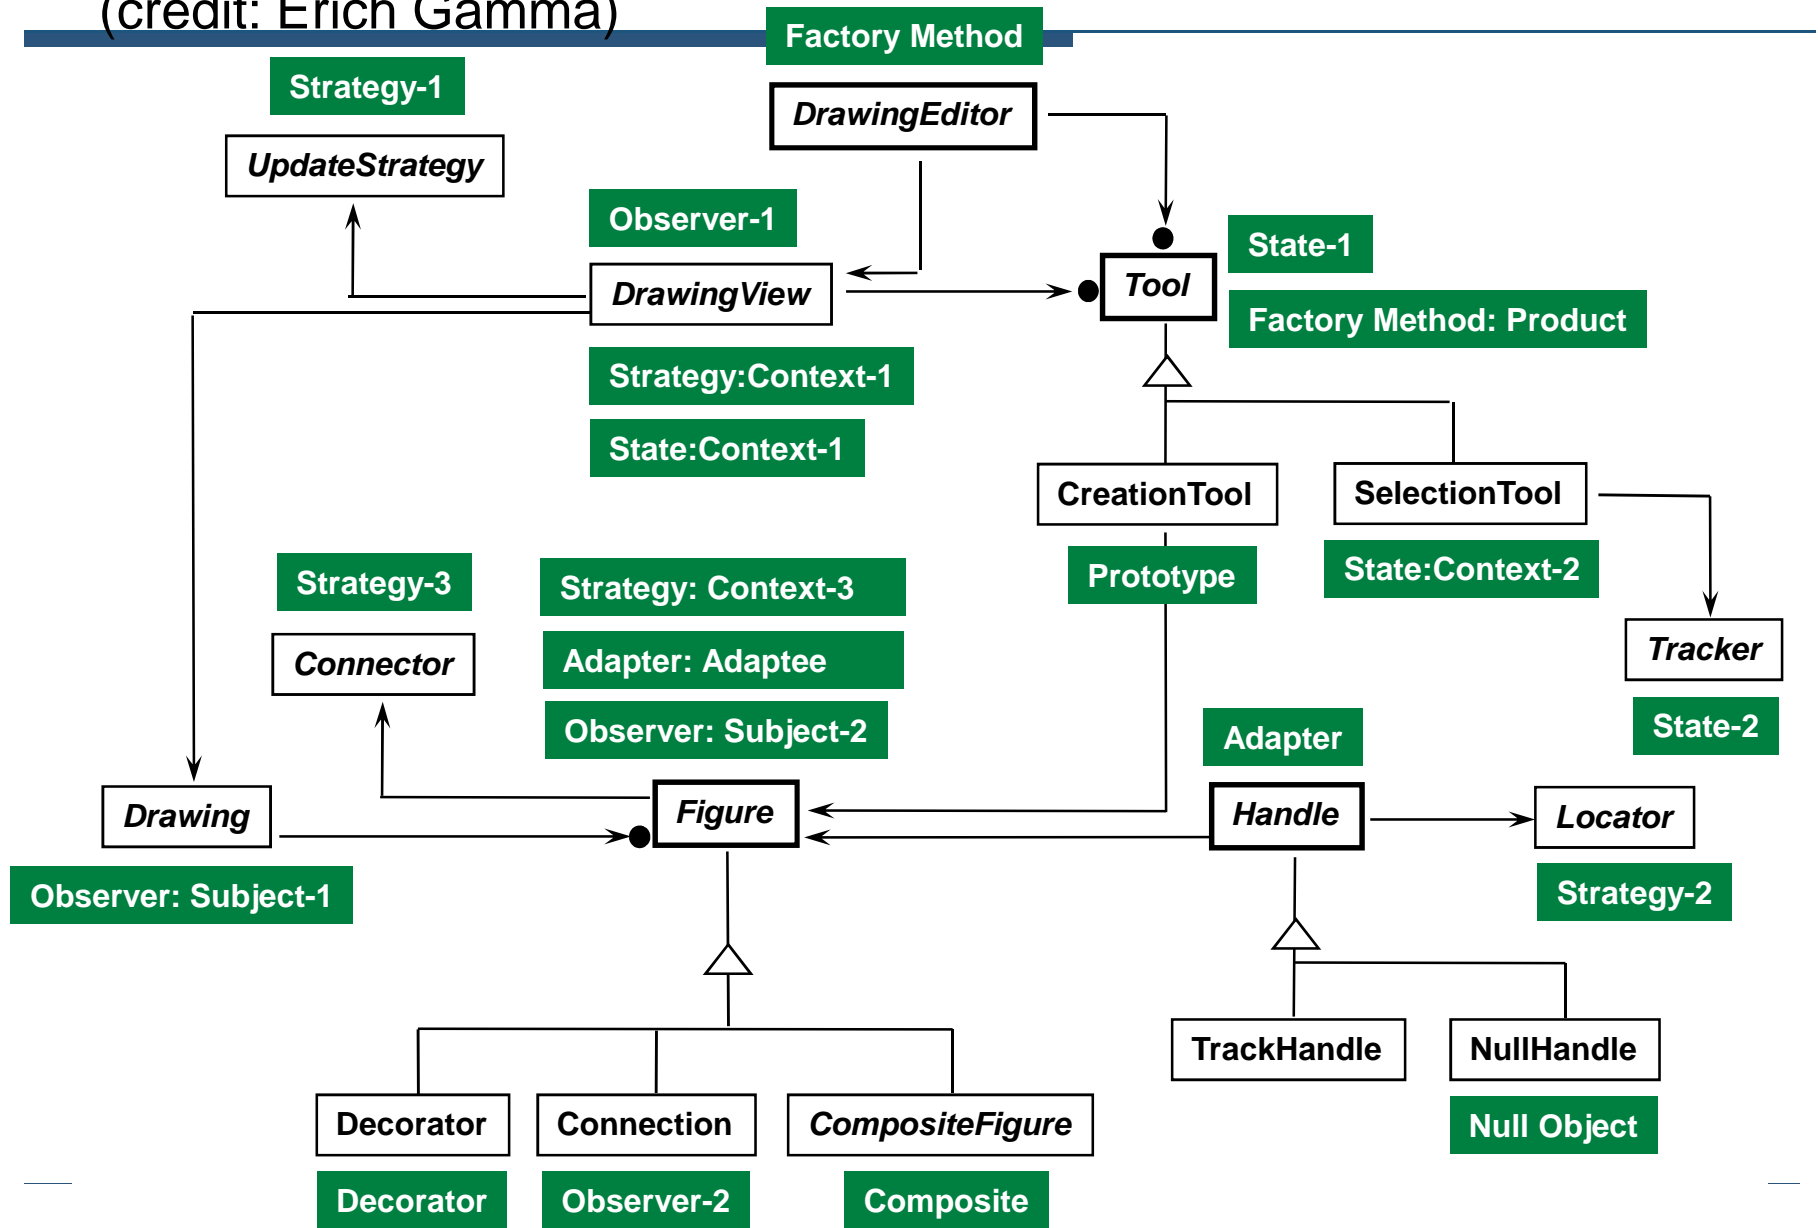 (credit: Erich Gamma)
Factory Method
Strategy-1
DrawingEditor
UpdateStrategy
Observer-1
State-1
DrawingView
Tool
Factory Method: Product
Strategy:Context-1
State:Context-1
CreationTool
SelectionTool
Strategy-3
Strategy: Context-3
Prototype
State:Context-2
Connector
Adapter: Adaptee
Tracker
Observer: Subject-2
Adapter
State-2
Drawing
Figure
Handle
Locator
Observer: Subject-1
Strategy-2
TrackHandle
NullHandle
Decorator
Connection
CompositeFigure
Null Object
Decorator
Observer-2
Composite